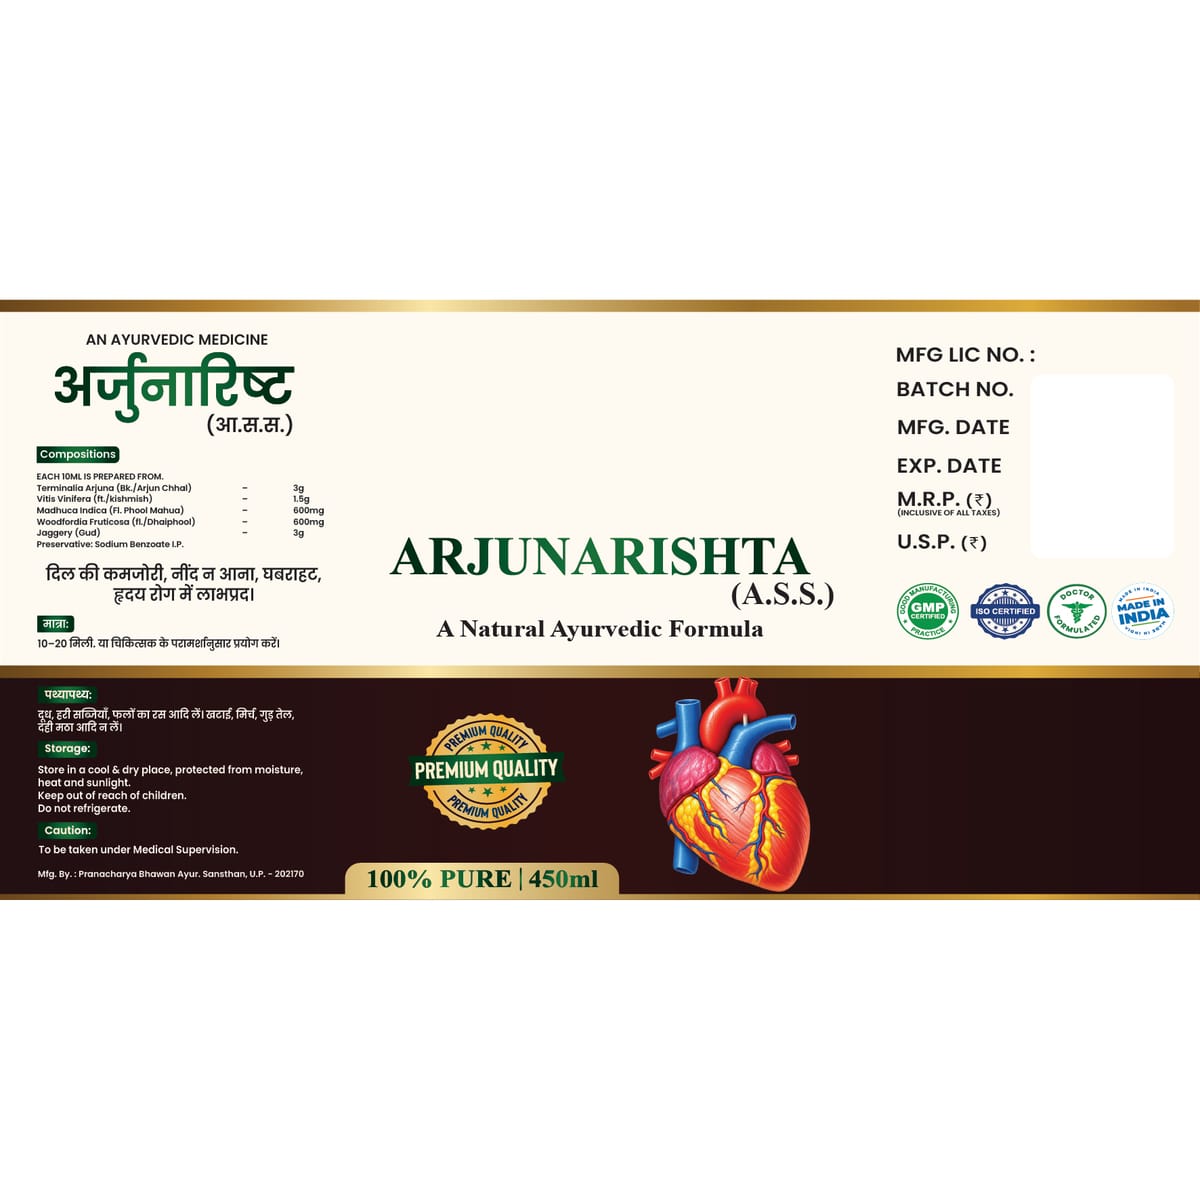 AN AYURVEDIC MEDICINE
अर्जुनारिष्ट
(आ.स.स.)
Compositions
EACH 10ML IS PREPARED FROM.
Terminalia Arjuna (Bk./Arjun Chhal) - 3g
Vitis Vinifera (ft./kishmish) - 1.5g
Madhuca Indica (Fl. Phool Mahua) - 600mg
Woodfordia Fruticosa (fl./Dhaiphool) - 600mg
Jaggery (Gud) - 3g
Preservative: Sodium Benzoate I.P.
दिल की कमजोरी, नींद न आना, घबराहट,
हृदय रोग में लाभप्रद।
मात्रा:
10-20 मिली. या चिकित्सक के परामर्शानुसार प्रयोग करें।
पथ्यापथ्य:
दूध, हरी सब्जियाँ, फलों का रस आदि लें। खटाई, मिर्च, गुड़ तेल,
दही मठा आदि न लें।
Storage:
Store in a cool & dry place, protected from moisture,
heat and sunlight.
Keep out of reach of children.
Do not refrigerate.
Caution:
To be taken under Medical Supervision.
Mfg. By. : Pranacharya Bhawan Ayur. Sansthan, U.P. - 202170
ARJUNARISHTA
(A.S.S.)
A Natural Ayurvedic Formula
PREMIUM QUALITY
PREMIUM QUALITY
PREMIUM QUALITY
100% PURE | 450ml
MFG LIC NO. :
BATCH NO.
MFG. DATE
EXP. DATE
M.R.P. (₹)
(INCLUSIVE OF ALL TAXES)
U.S.P. (₹)
GOOD MANUFACTURING
GMP
CERTIFIED
PRACTICE
ISO CERTIFIED
DOCTOR
FORMULATED
MADE IN INDIA
MADE IN
INDIA
MADE IN INDIA